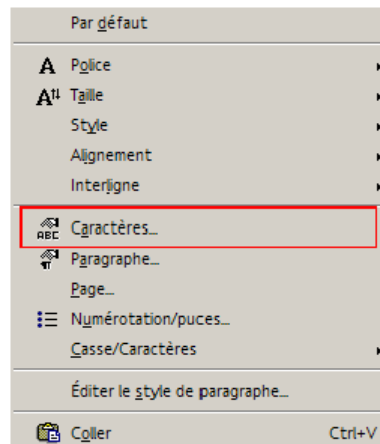 Par défaut
Police
Taille
Style
Alignement
Interligne
Caractères...
Paragraphe...
Page...
Numérotation/puces...
Casse/Caractères
Éditer le style de paragraphe...
Coller Ctrl+V